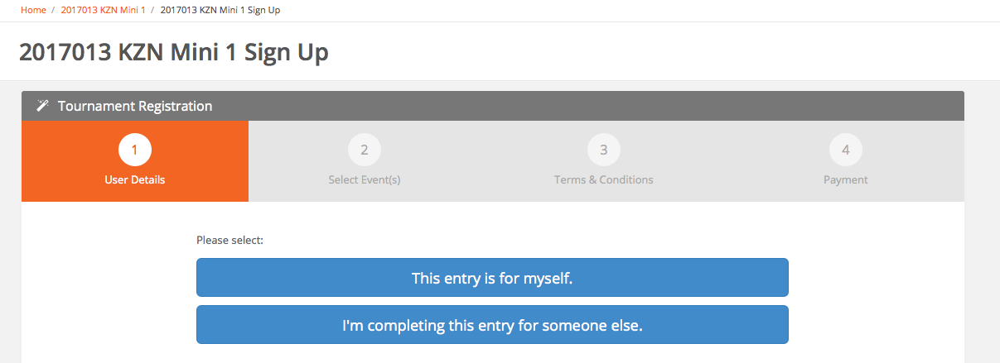 Home / 2017013 KZN Mini 1 / 2017013 KZN Mini 1 Sign Up
2017013 KZN Mini 1 Sign Up
Tournament Registration
1 2 3 4
User Details Select Event(s) Terms & Conditions Payment
Please select:
This entry is for myself.
I'm completing this entry for someone else.